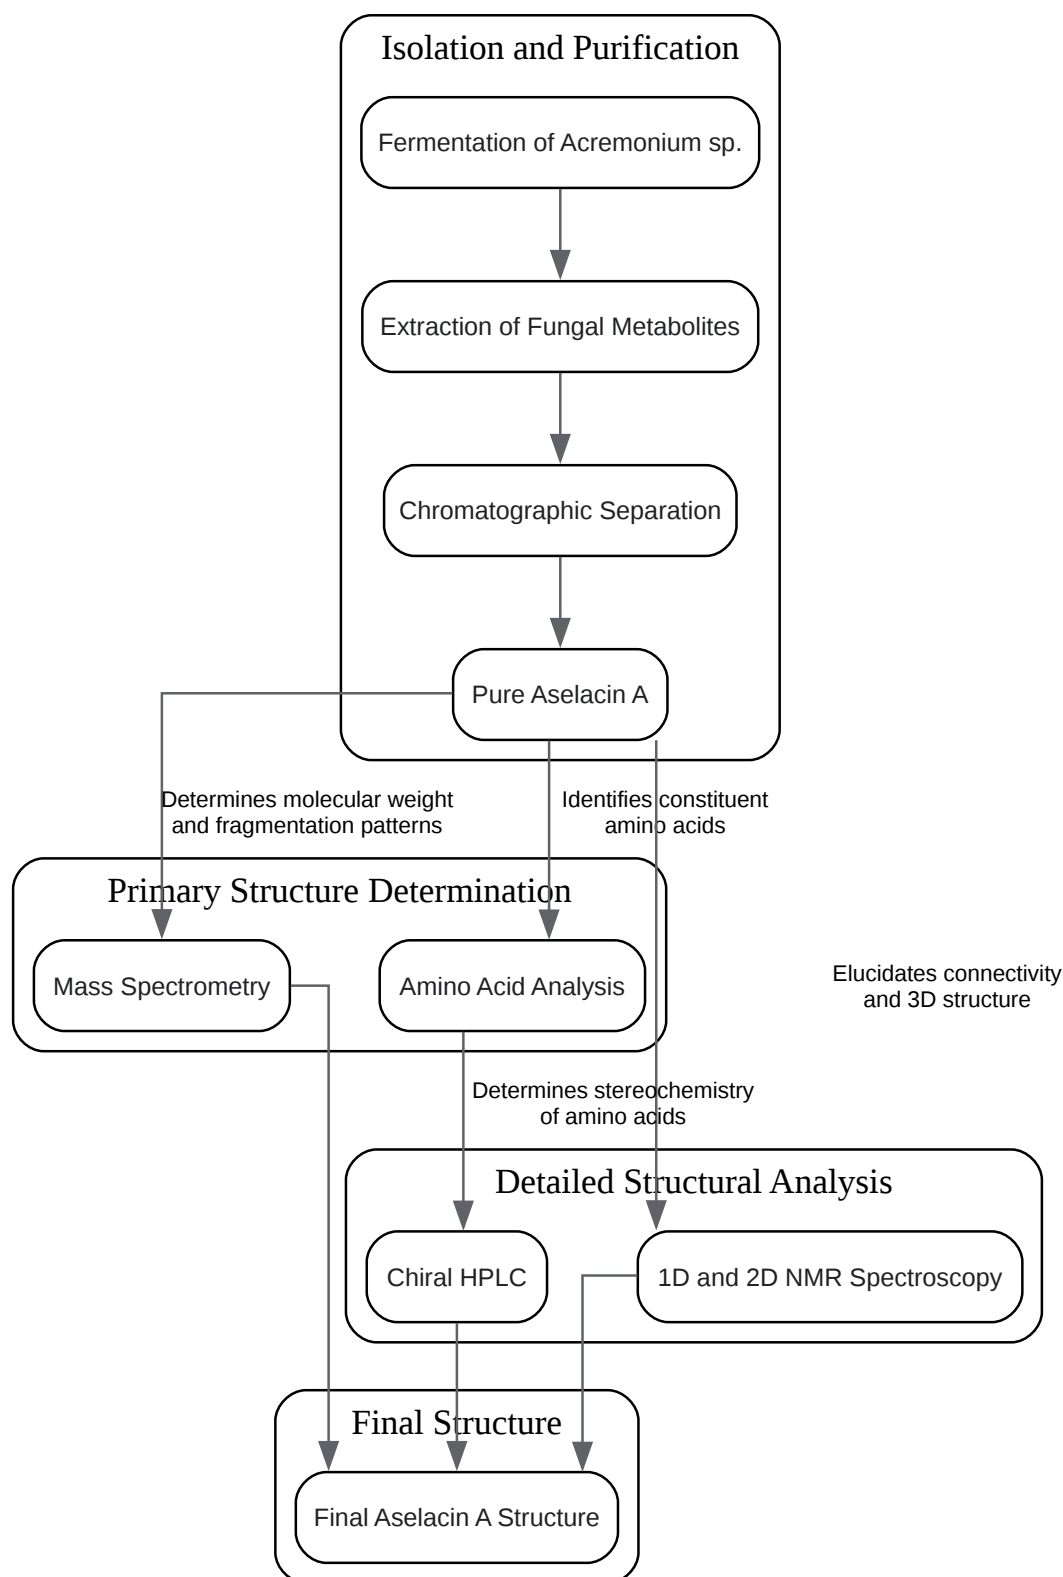 Isolation and Purification
Fermentation of Acremonium sp.
Extraction of Fungal Metabolites
Chromatographic Separation
Pure Aselacin A
Determines molecular weight
and fragmentation patterns
Identifies constituent
amino acids
Primary Structure Determination
Mass Spectrometry
Amino Acid Analysis
Elucidates connectivity
and 3D structure
Determines stereochemistry
of amino acids
Detailed Structural Analysis
Chiral HPLC
1D and 2D NMR Spectroscopy
Final Structure
Final Aselacin A Structure